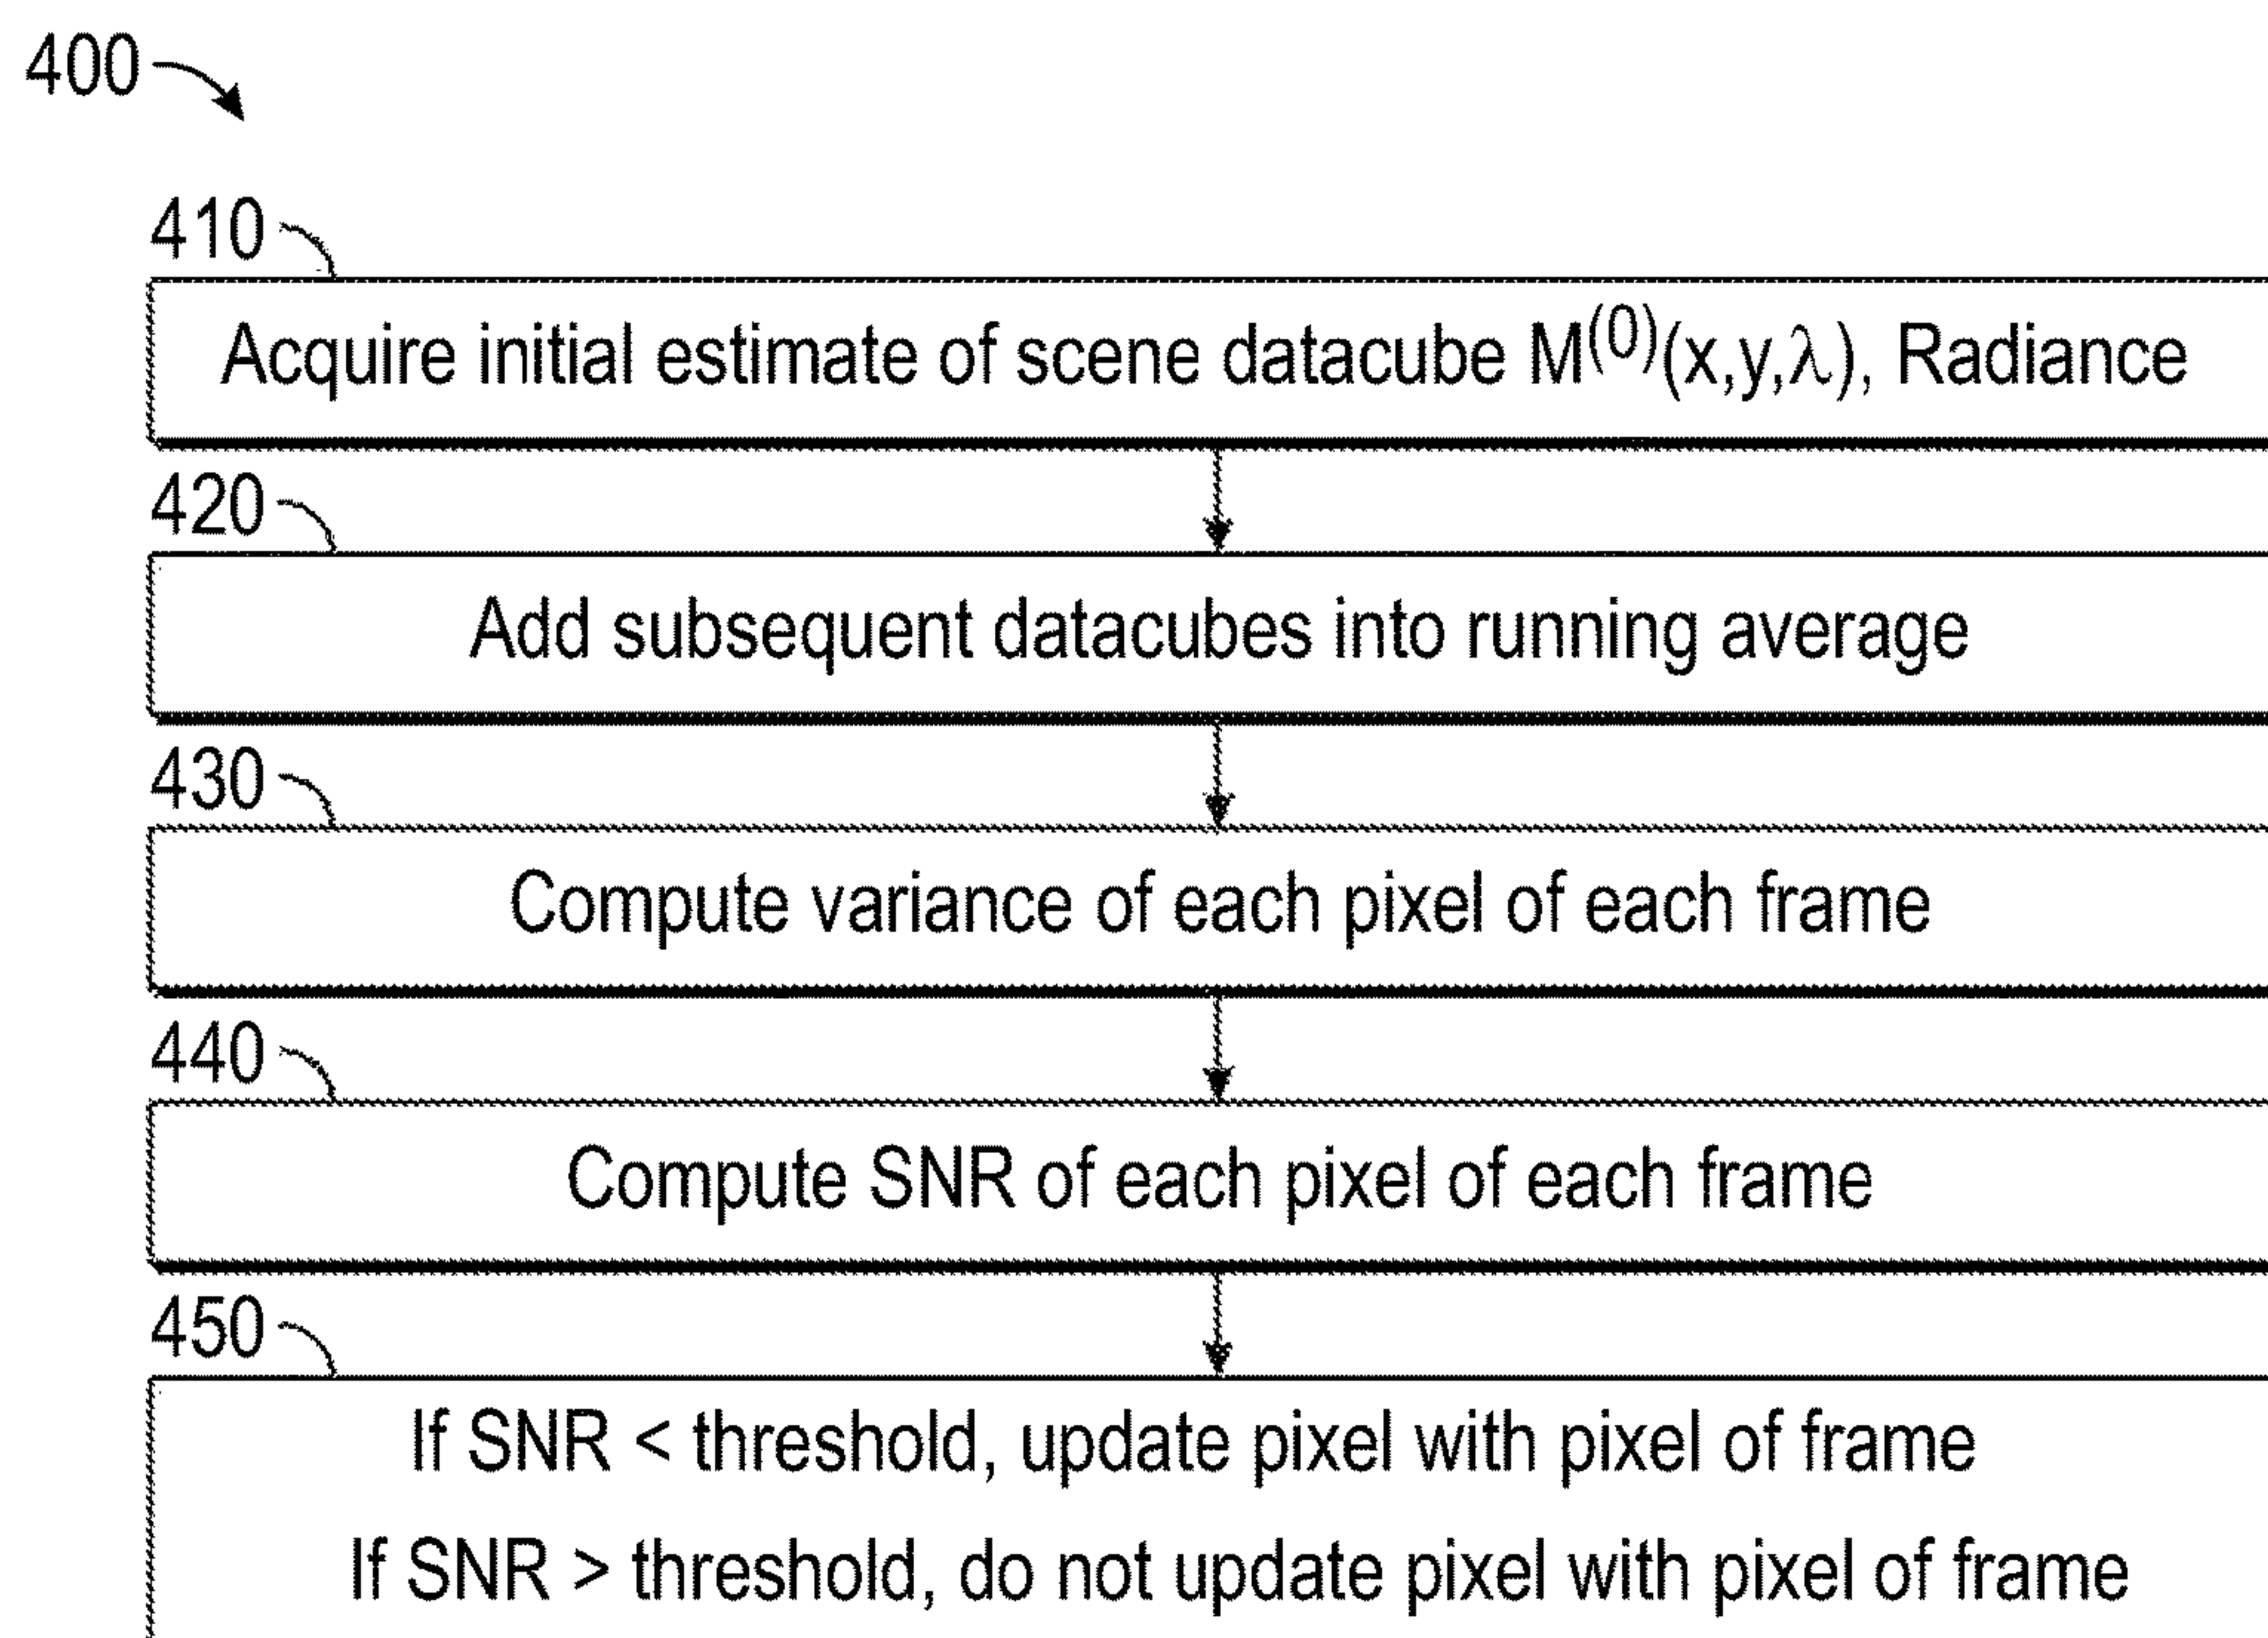 400
410
Acquire initial estimate of scene datacube M⁽⁰⁾(x,y,λ), Radiance
420
Add subsequent datacubes into running average
430
Compute variance of each pixel of each frame
440
Compute SNR of each pixel of each frame
450
If SNR < threshold, update pixel with pixel of frame
If SNR > threshold, do not update pixel with pixel of frame